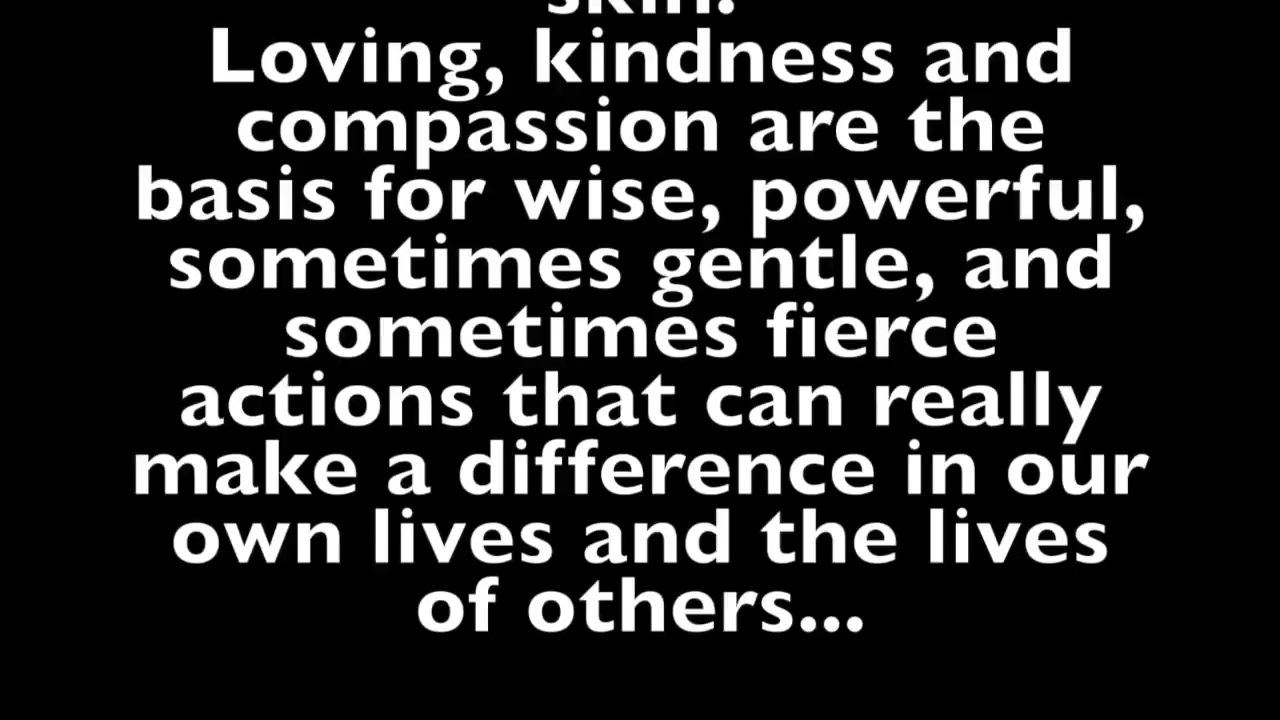 skin.
Loving, kindness and
compassion are the
basis for wise, powerful,
sometimes gentle, and
sometimes fierce
actions that can really
make a difference in our
own lives and the lives
of others...